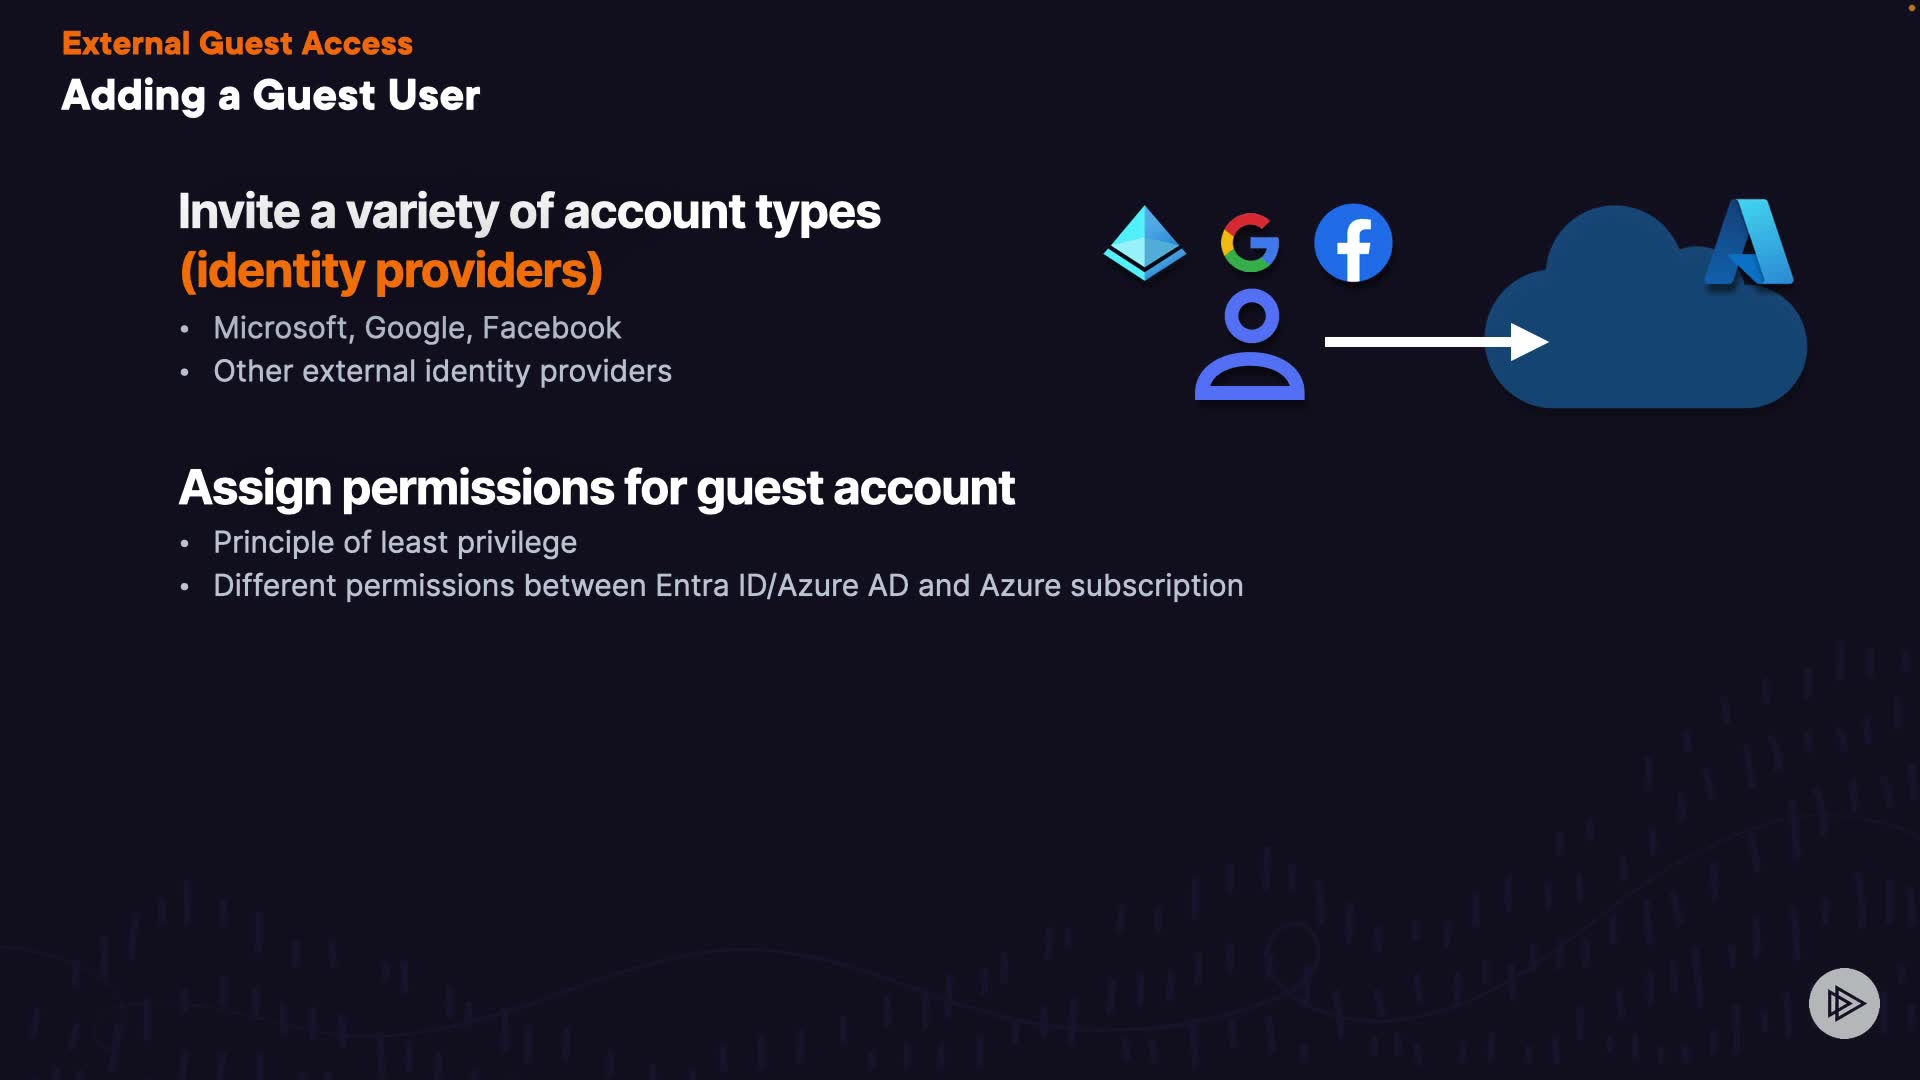 External Guest Access
Adding a Guest User
Invite a variety of account types
(identity providers)
• Microsoft, Google, Facebook
• Other external identity providers
Assign permissions for guest account
• Principle of least privilege
• Different permissions between Entra ID/Azure AD and Azure subscription